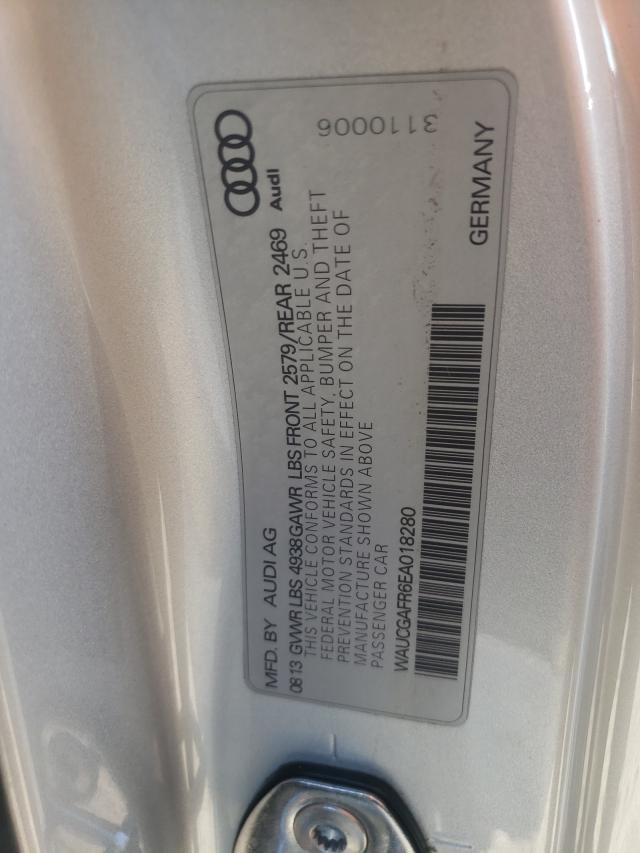 Audi
3110006
MFD. BY AUDI AG
0813 GVWR LBS 4938 GAWR LBS FRONT 2579/REAR 2469
THIS VEHICLE CONFORMS TO ALL APPLICABLE U.S.
FEDERAL MOTOR VEHICLE SAFETY, BUMPER AND THEFT
PREVENTION STANDARDS IN EFFECT ON THE DATE OF
MANUFACTURE SHOWN ABOVE
PASSENGER CAR
WAUCGAFR6EA018280
GERMANY